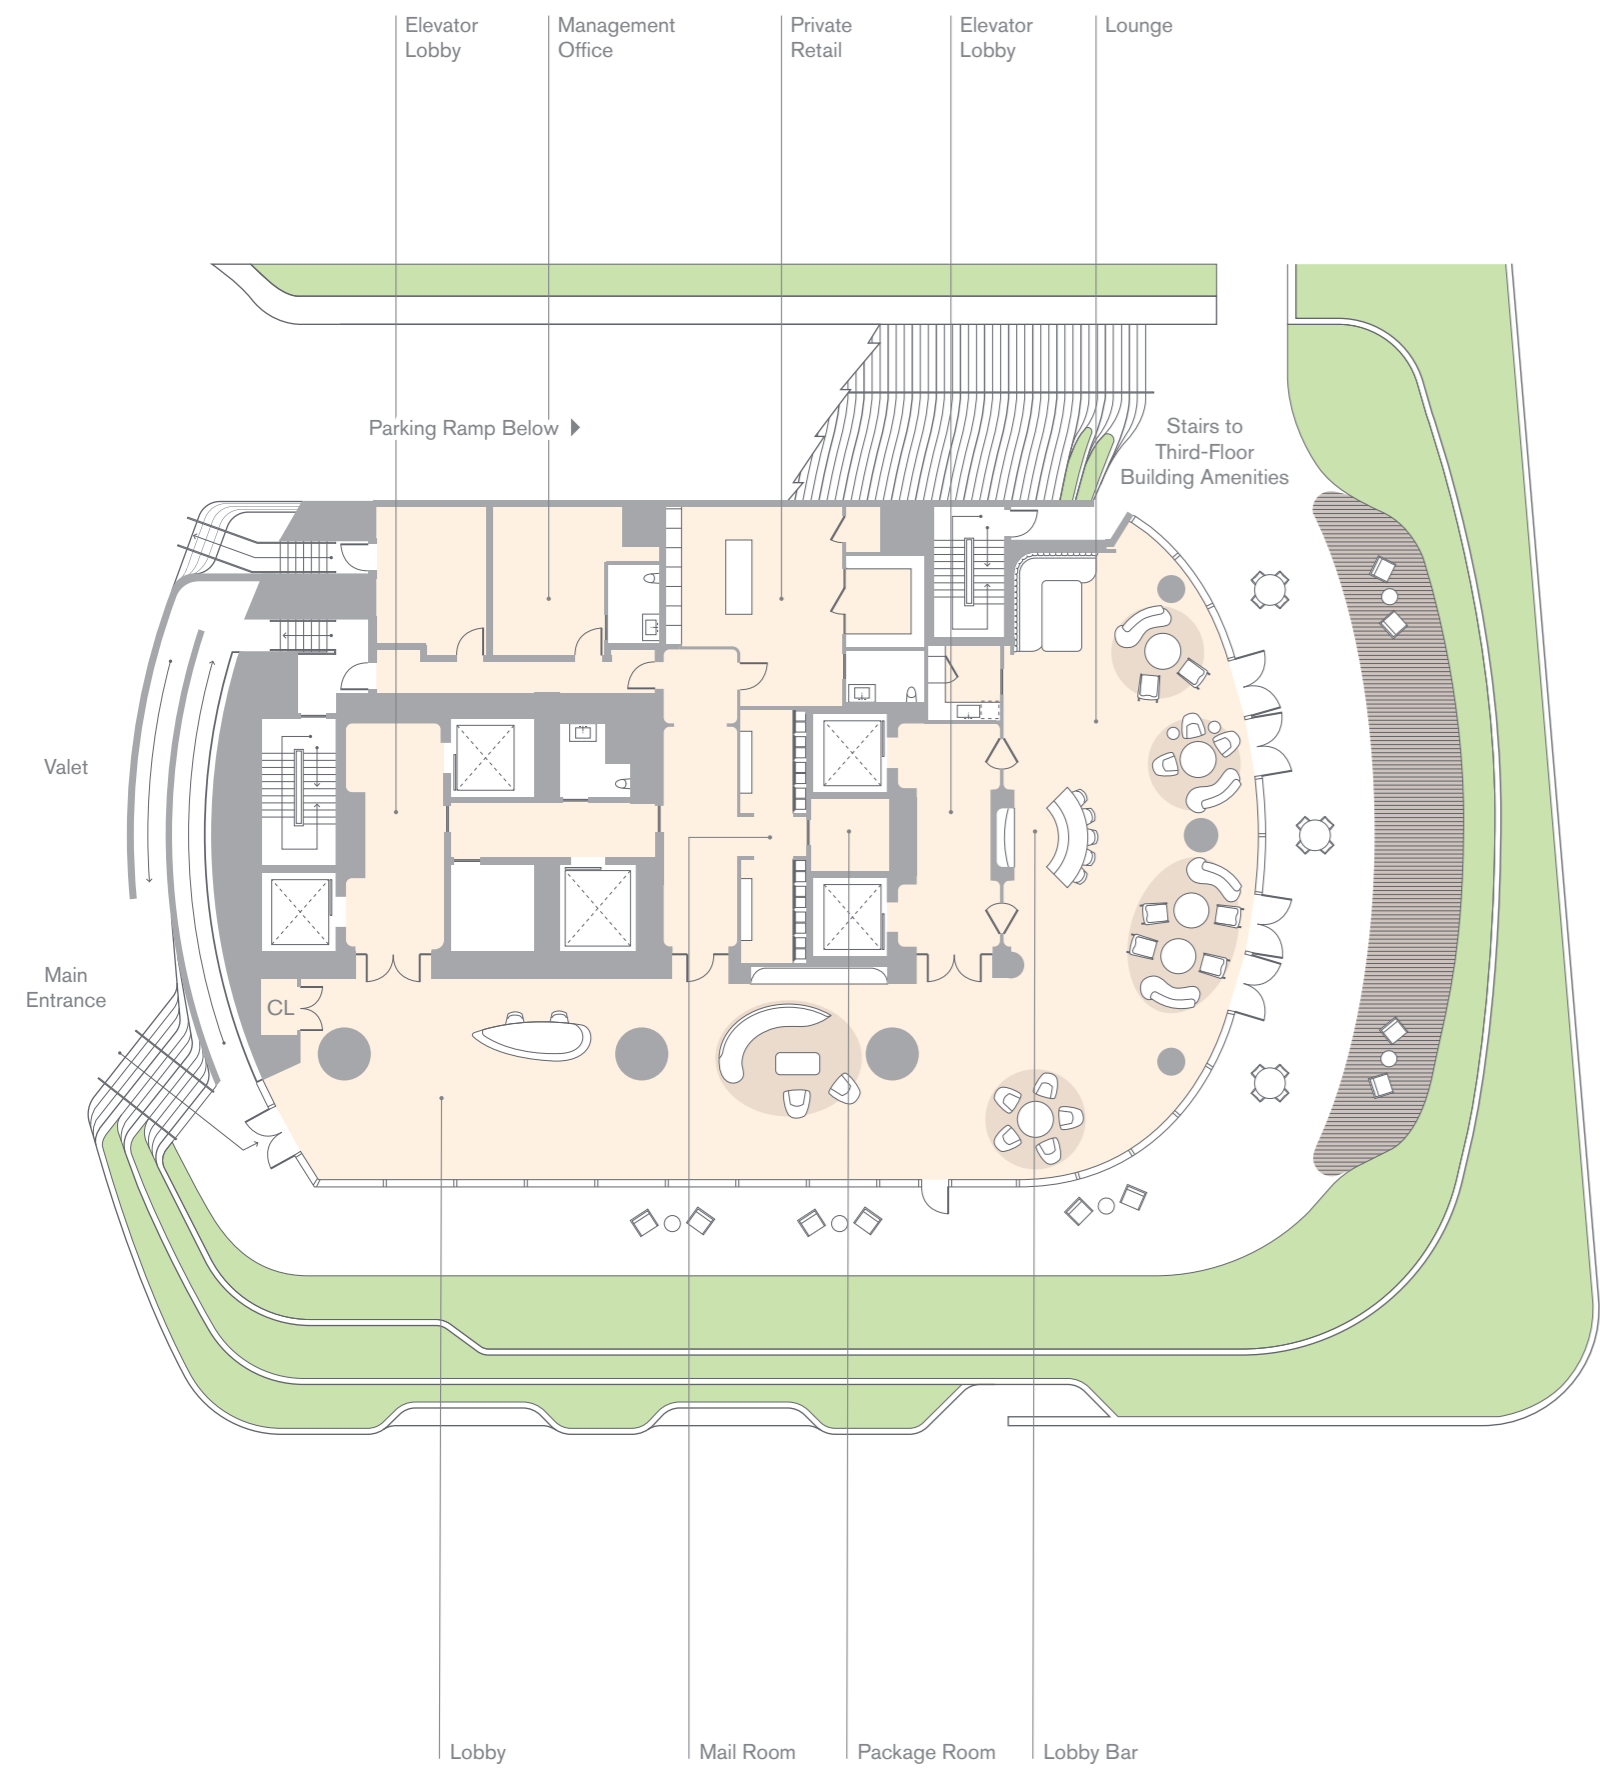 Elevator
Lobby
Management
Office
Private
Retail
Elevator
Lobby
Lounge
Parking Ramp Below
Stairs to
Third-Floor
Building Amenities
Valet
Main
Entrance
CL
Lobby
Mail Room
Package Room
Lobby Bar